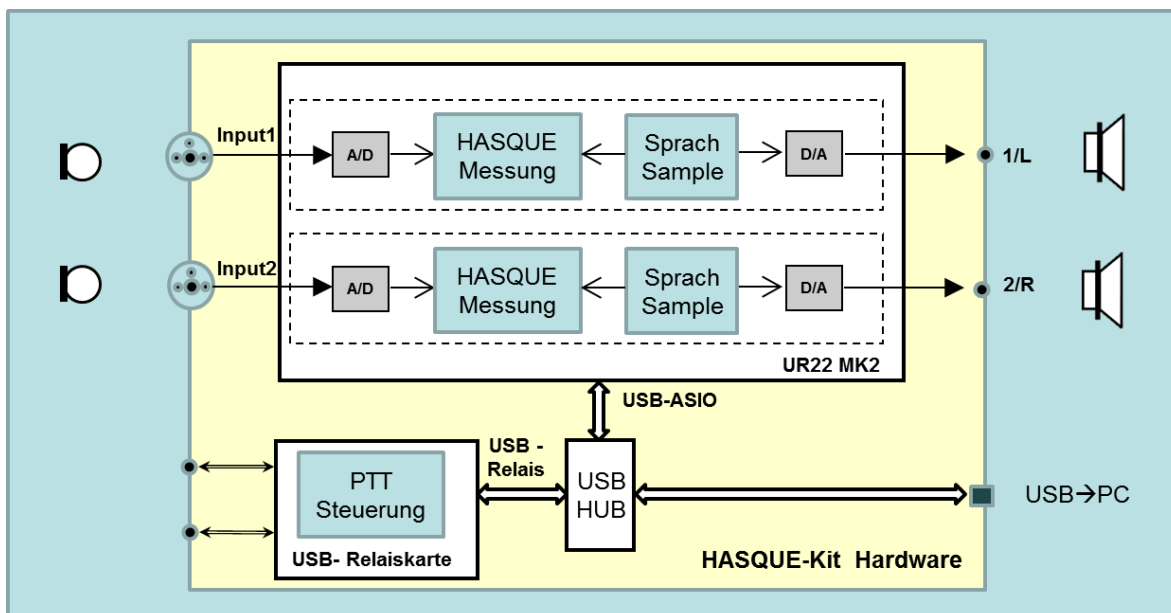 Input1
A/D
HASQUE
Messung
Sprach
Sample
D/A
1/L
Input2
A/D
HASQUE
Messung
Sprach
Sample
D/A
2/R
UR22 MK2
USB-ASIO
USB -
Relais
PTT
Steuerung
USB- Relaiskarte
USB
HUB
USB→PC
HASQUE-Kit Hardware